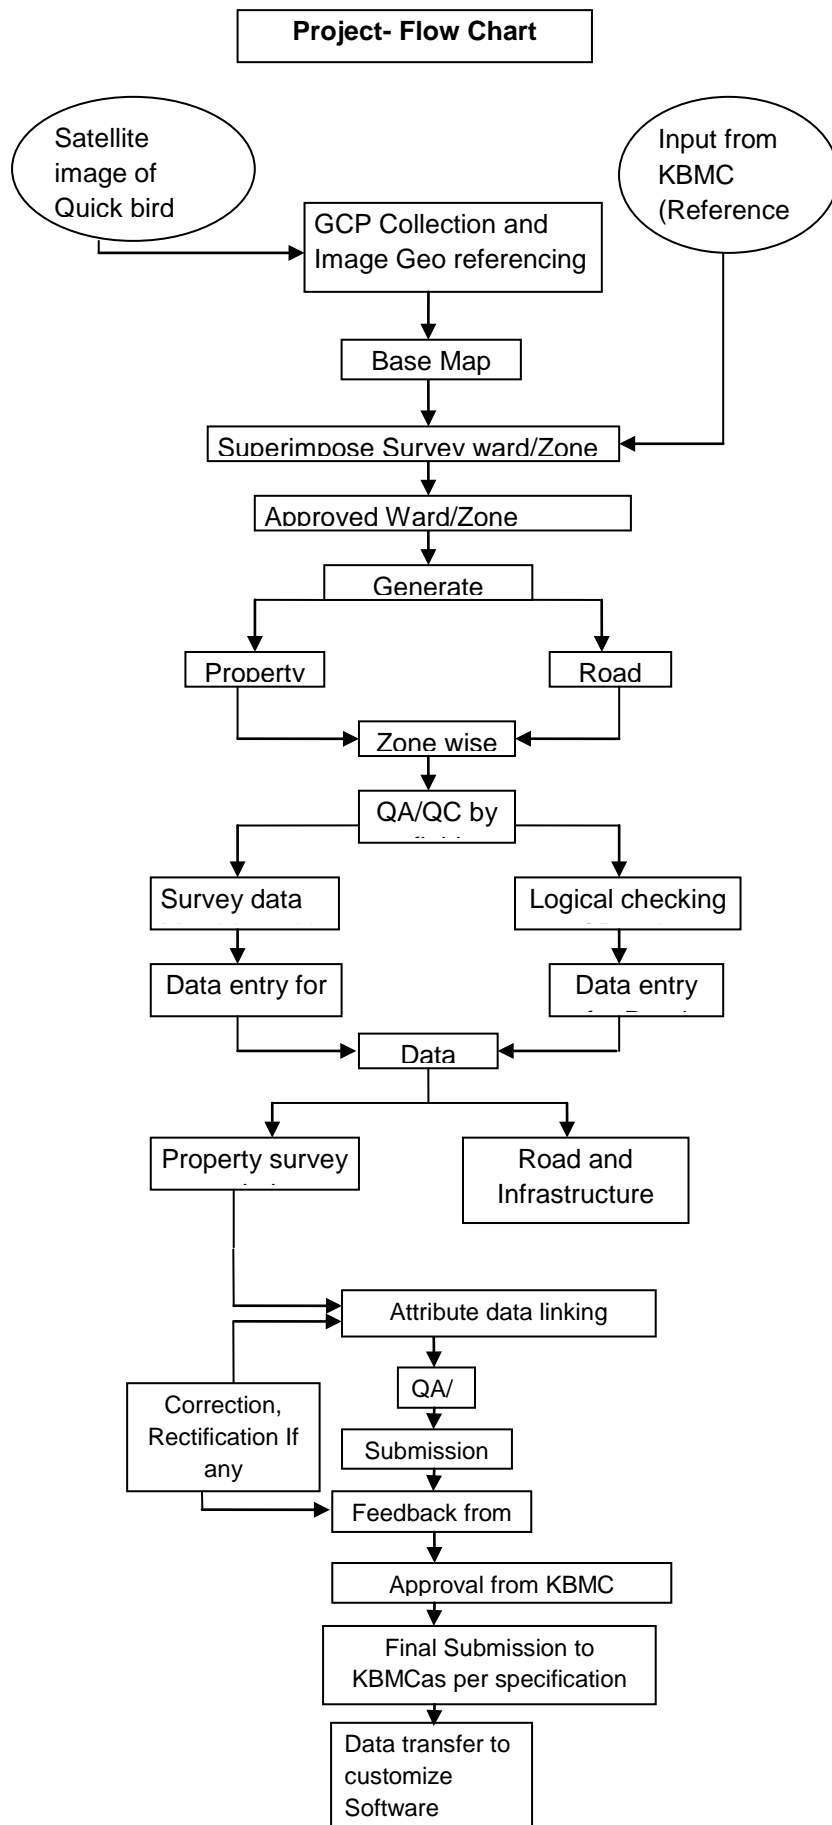 Project- Flow Chart
Satellite
image of
Quick bird
Input from
KBMC
(Reference
GCP Collection and
Image Geo referencing
Base Map
Superimpose Survey ward/Zone
Approved Ward/Zone
Generate
Property
Road
Zone wise
QA/QC by
Survey data
Logical checking
Data entry for
Data entry
Data
Property survey
Road and
Infrastructure
Attribute data linking
QA/
Correction,
Rectification If
any
Submission
Feedback from
Approval from KBMC
Final Submission to
KBMCas per specification
Data transfer to
customize
Software